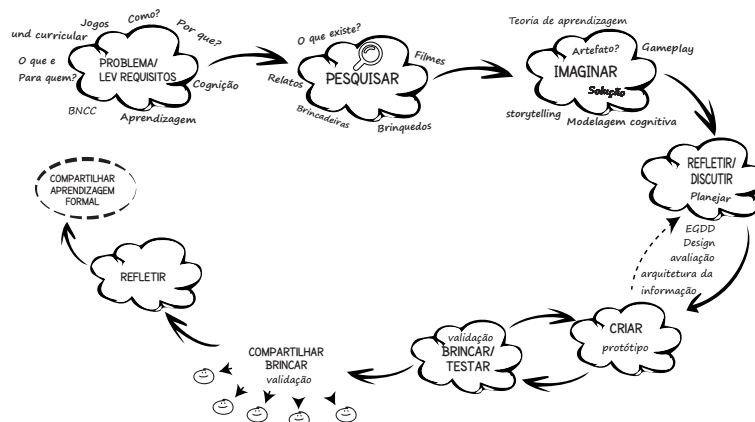 Jogos
Como?
Por que?
und curricular
O que e
Para quem?
PROBLEMA/
LEV REQUISITOS
Cognição
BNCC
Aprendizagem
O que existe?
Filmes
PESQUISAR
Relatos
Brincadeiras
Brinquedos
Teoria de aprendizagem
Artefato?
Gameplay
IMAGINAR
Solução
storytelling
Modelagem cognitiva
REFLETIR/
DISCUTIR
Planejar
EGDD
Design
avaliação
arquitetura da
informação
CRIAR
protótipo
validação
BRINCAR/
TESTAR
COMPARTILHAR
BRINCAR
validação
REFLETIR
COMPARTILHAR
APRENDIZAGEM
FORMAL